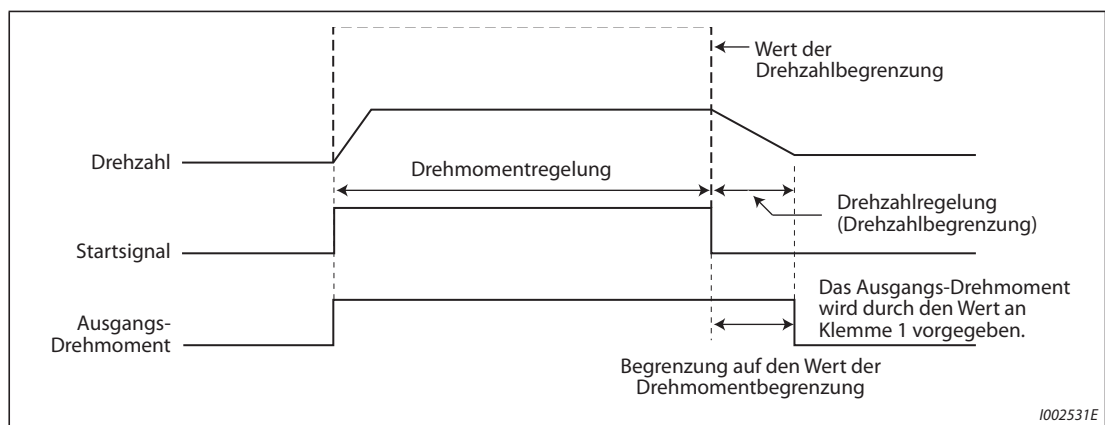 Wert der
Drehzahlbegrenzung
Drehzahl
Drehmomentregelung
Drehzahlregelung
(Drehzahlbegrenzung)
Startsignal
Das Ausgangs-Drehmoment
wird durch den Wert an
Klemme 1 vorgegeben.
Ausgangs-
Drehmoment
Begrenzung auf den Wert der
Drehmomentbegrenzung
I002531E